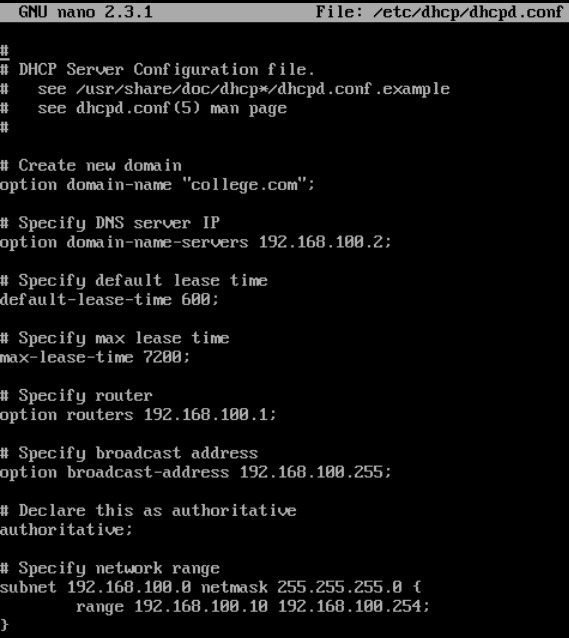 GNU nano 2.3.1 File: /etc/dhcp/dhcpd.conf
#
# DHCP Server Configuration file.
#   see /usr/share/doc/dhcp*/dhcpd.conf.example
#   see dhcpd.conf(5) man page
#
# Create new domain
option domain-name "college.com";
# Specify DNS server IP
option domain-name-servers 192.168.100.2;
# Specify default lease time
default-lease-time 600;
# Specify max lease time
max-lease-time 7200;
# Specify router
option routers 192.168.100.1;
# Specify broadcast address
option broadcast-address 192.168.100.255;
# Declare this as authoritative
authoritative;
# Specify network range
subnet 192.168.100.0 netmask 255.255.255.0 {
        range 192.168.100.10 192.168.100.254;
}